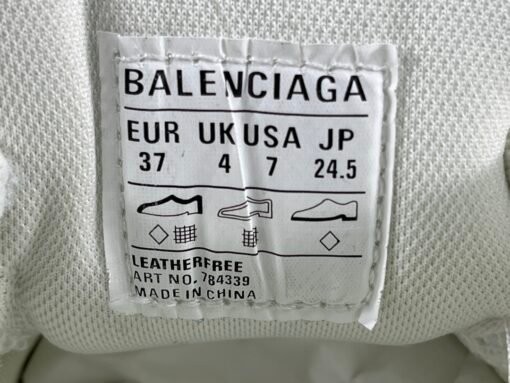 BALENCIAGA
EUR UK USA JP
37 4 7 24.5
LEATHERFREE
ART NO. 784339
MADE IN CHINA